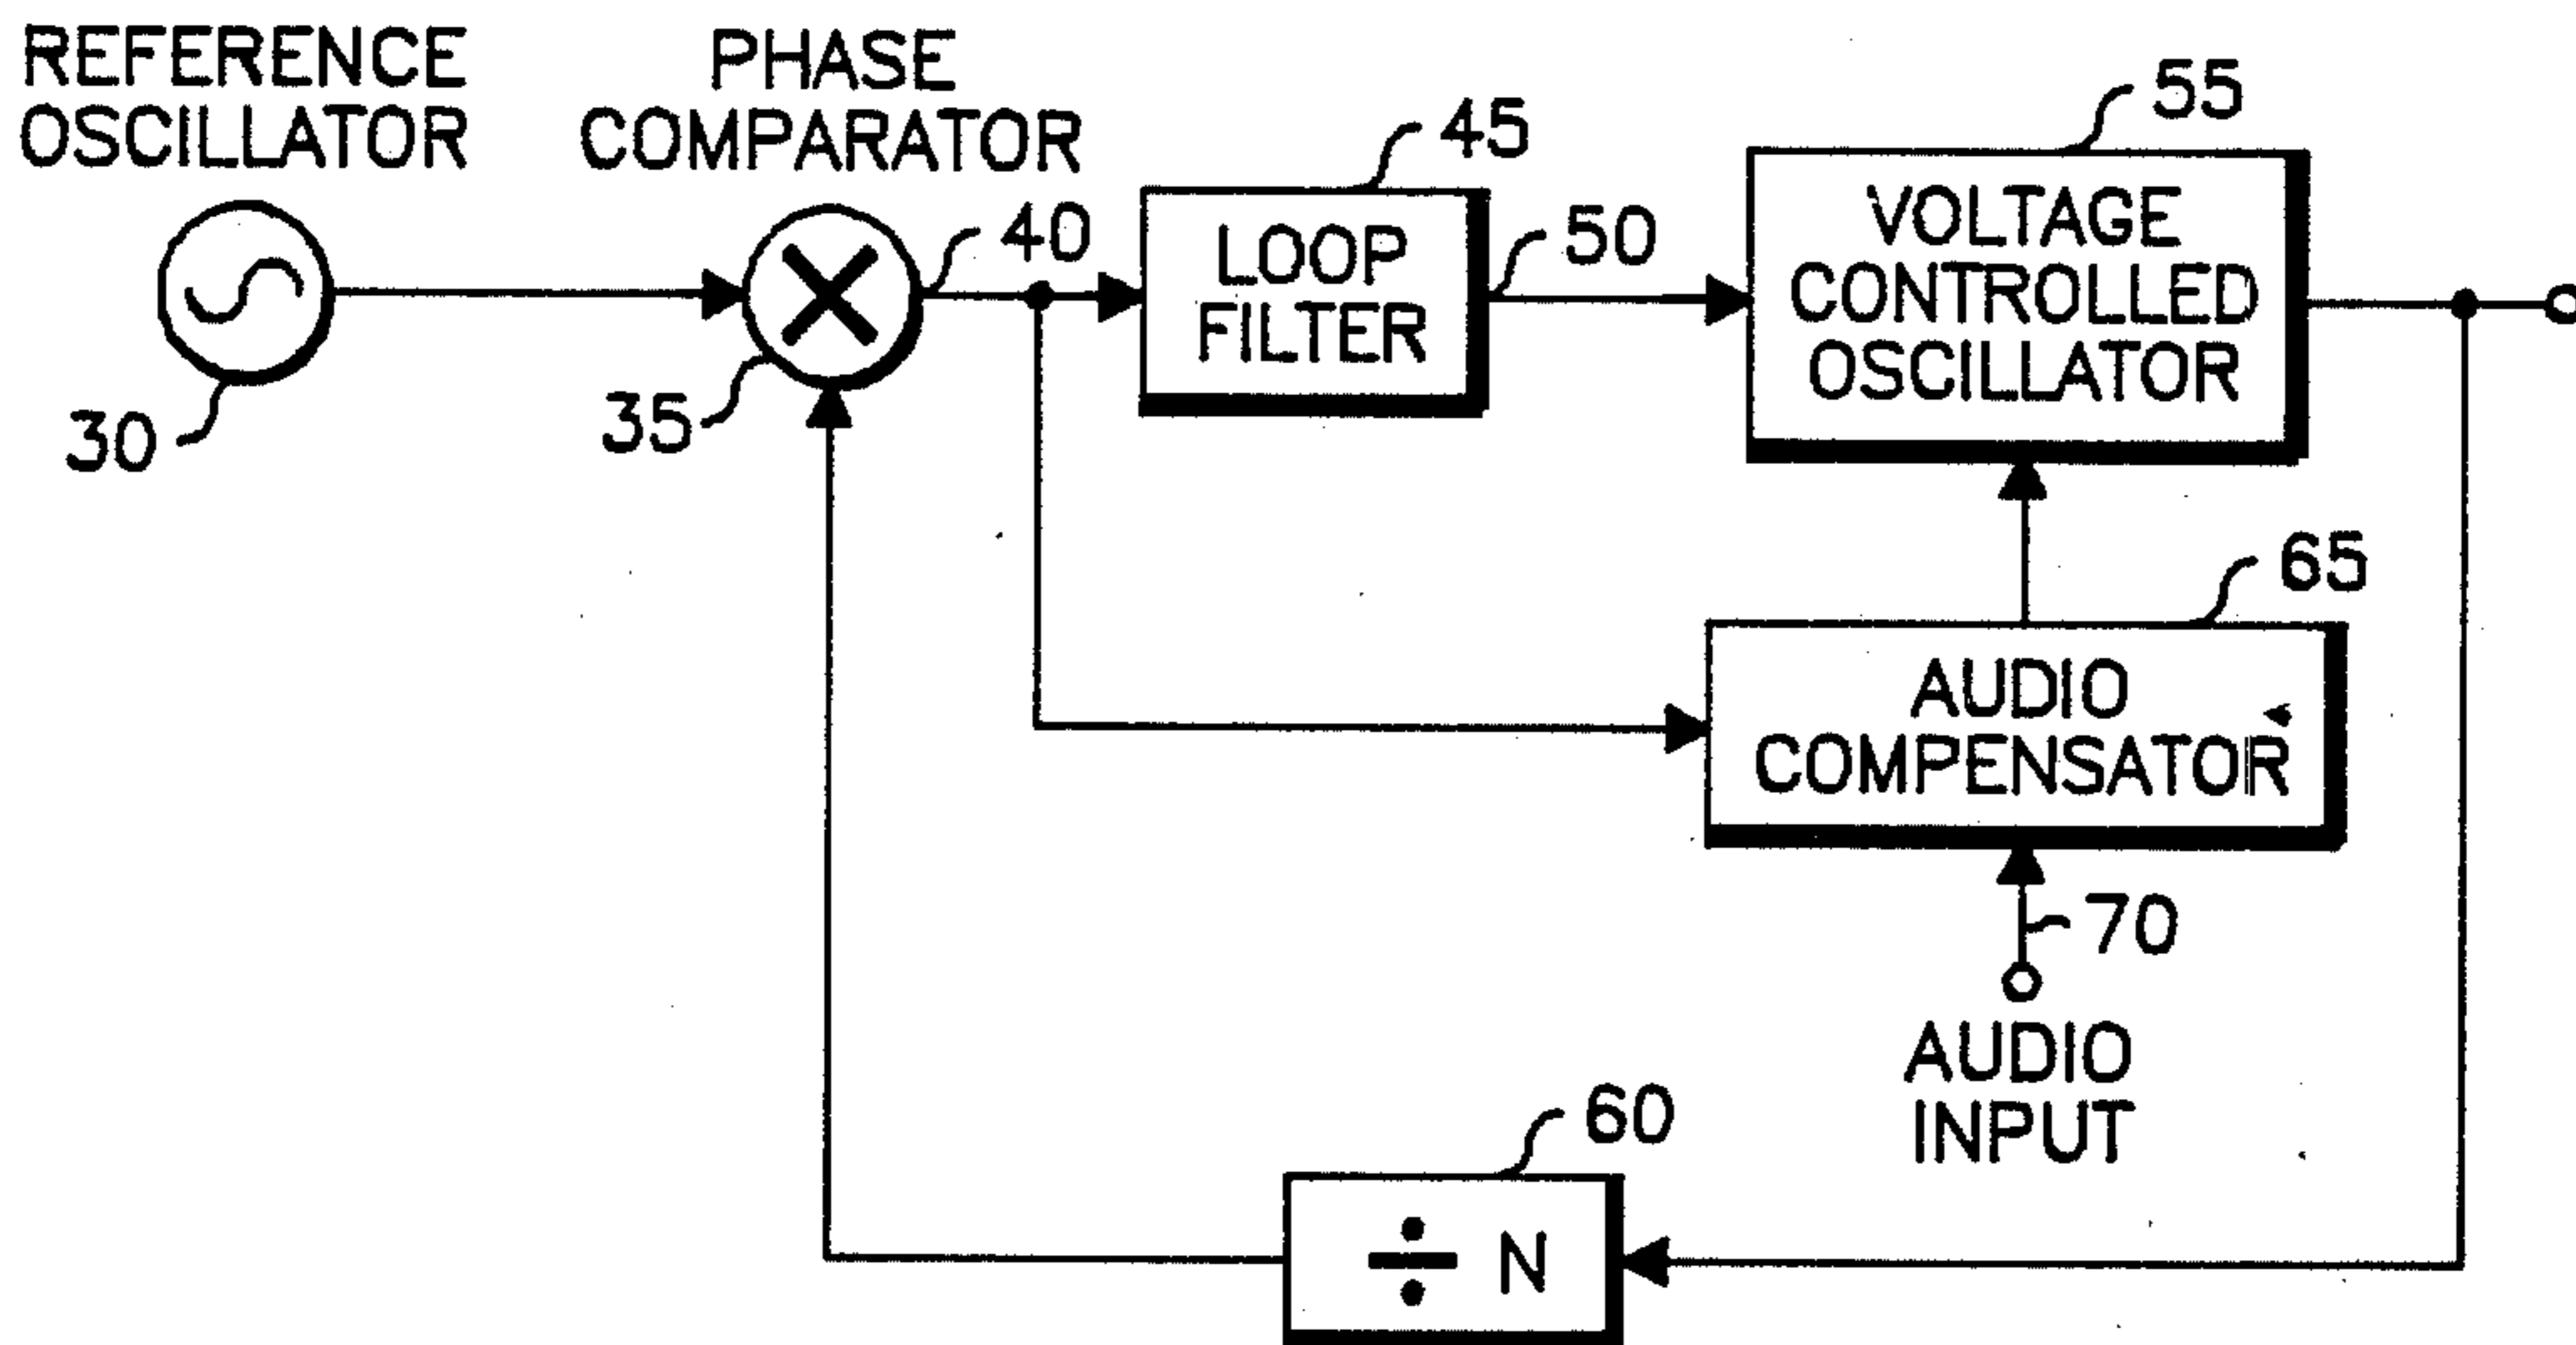 REFERENCE
OSCILLATOR
30
PHASE
COMPARATOR
35
40
45
LOOP
FILTER
50
55
VOLTAGE
CONTROLLED
OSCILLATOR
65
AUDIO
COMPENSATOR
70
AUDIO
INPUT
60
÷ N